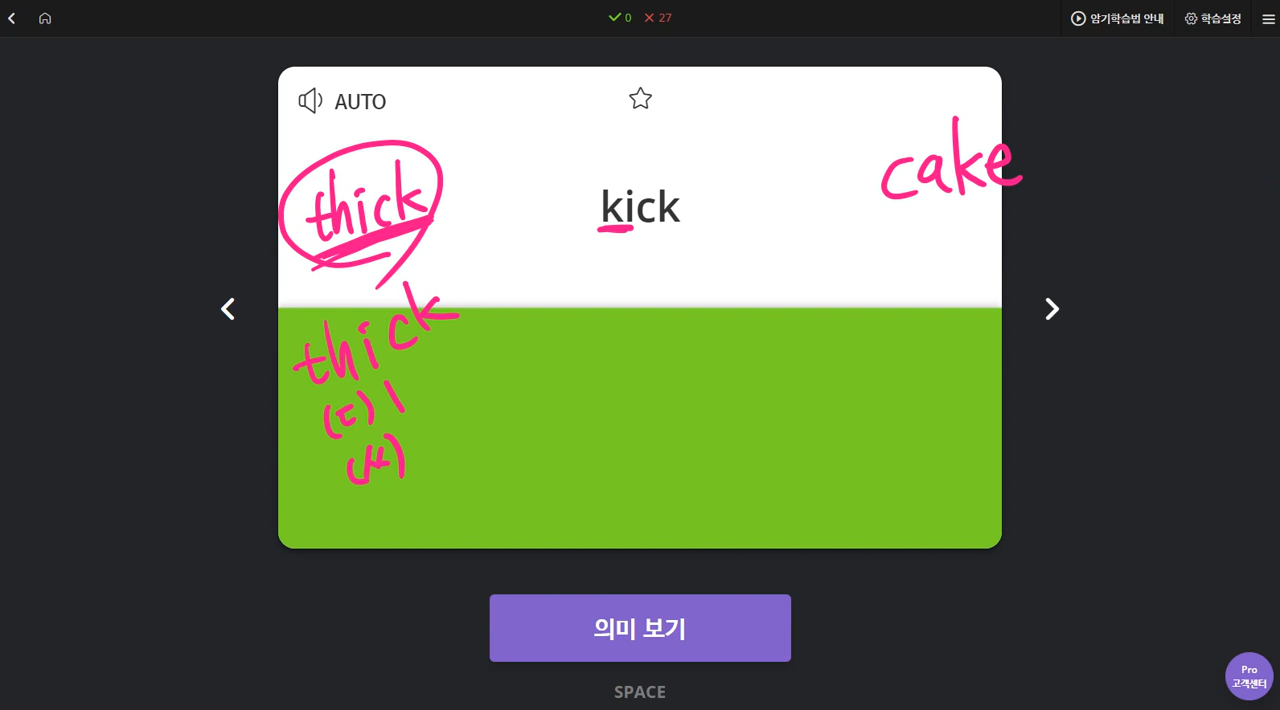 0 27 암기학습법 안내 학습설정
AUTO
cake
thick
kick
thick
(ㄷ)
의미 보기
Pro
고객센터
SPACE